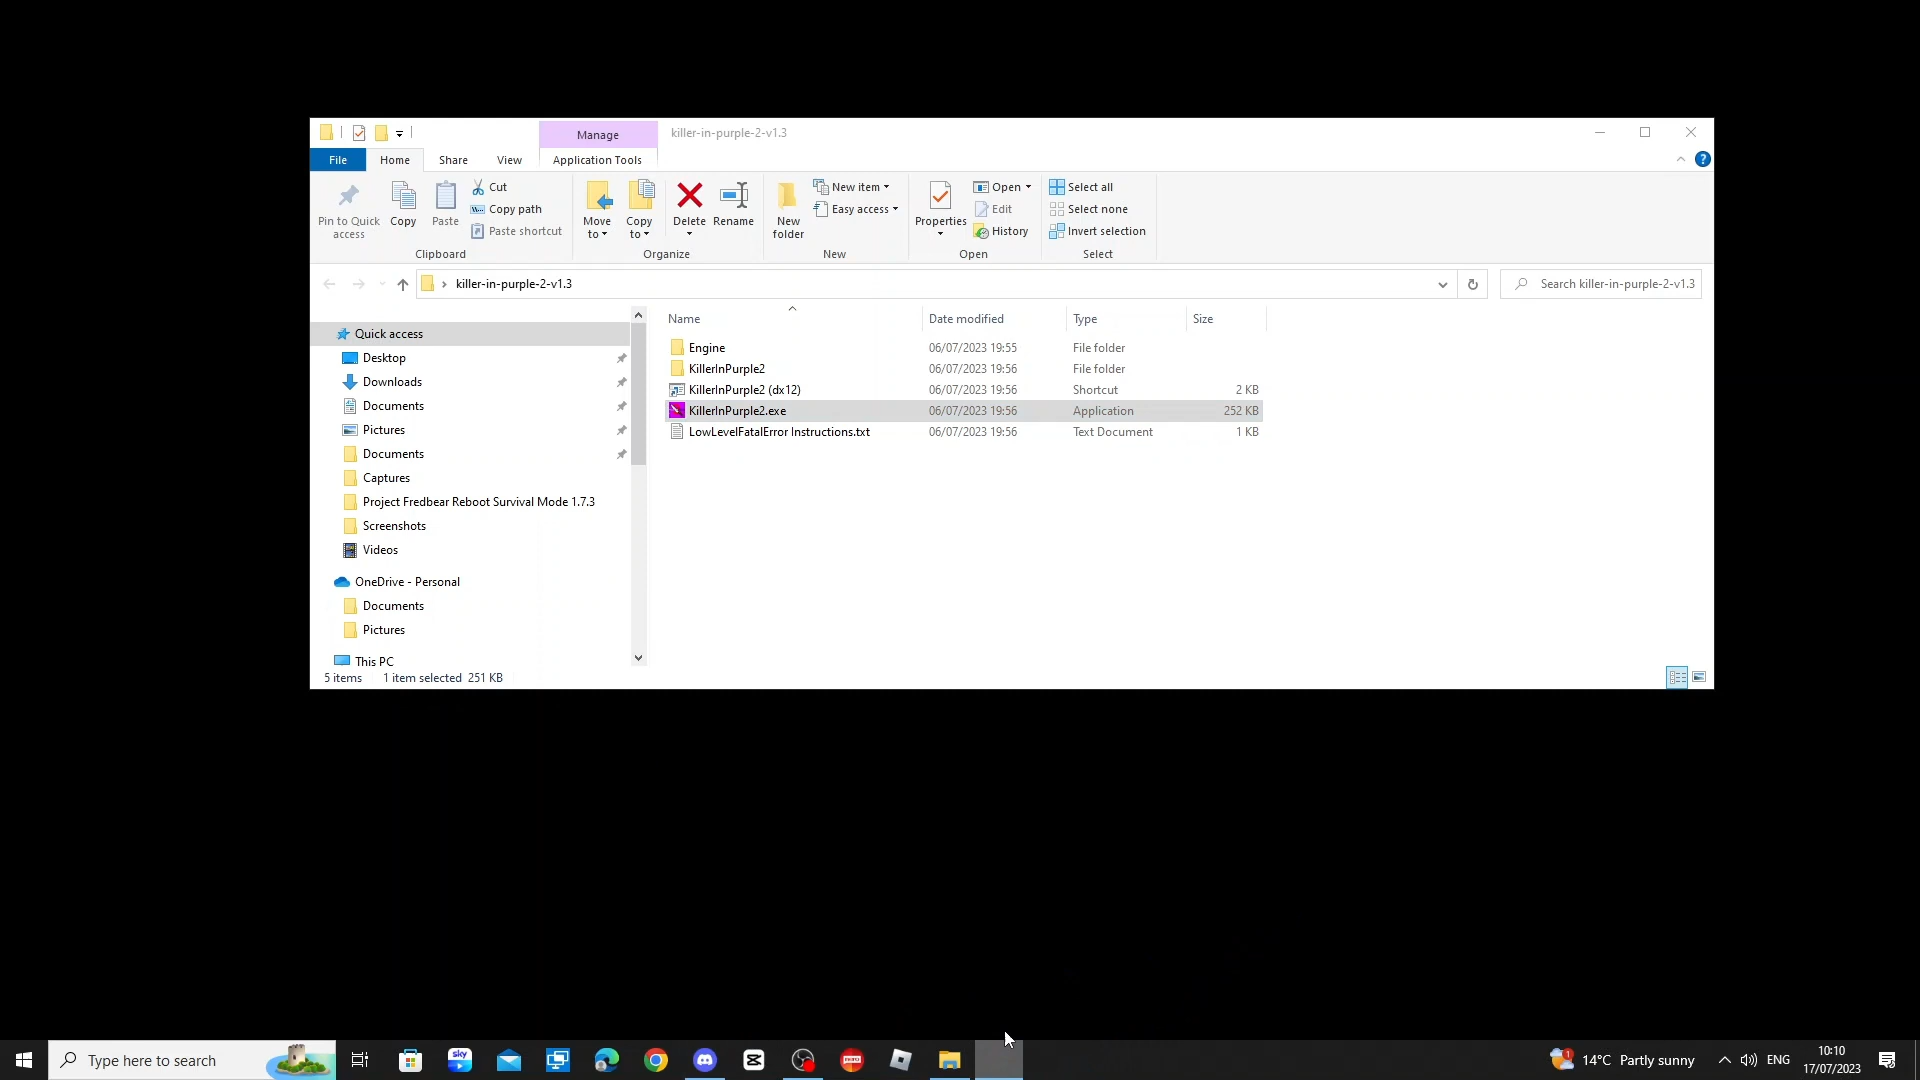 Manage
killer-in-purple-2-v1.3
File
Home
Share
View
Application Tools
?
Pin to Quick access
Copy
Paste
Cut
Copy path
Paste shortcut
Clipboard
Move to
Copy to
Delete
Rename
Organize
New folder
New item
Easy access
New
Properties
Open
Edit
History
Open
Select all
Select none
Invert selection
Select
killer-in-purple-2-v1.3
Search killer-in-purple-2-v1.3
Quick access
Desktop
Downloads
Documents
Pictures
Documents
Captures
Project Fredbear Reboot Survival Mode 1.7.3
Screenshots
Videos
OneDrive - Personal
Documents
Pictures
This PC
Name Date modified Type Size
Engine 06/07/2023 19:55 File folder
KillerInPurple2 06/07/2023 19:56 File folder
KillerInPurple2 (dx12) 06/07/2023 19:56 Shortcut 2 KB
KillerInPurple2.exe 06/07/2023 19:56 Application 252 KB
LowLevelFatalError Instructions.txt 06/07/2023 19:56 Text Document 1 KB
5 items 1 item selected 251 KB
Type here to search
sky
1
14°C Partly sunny
ENG
10:10
17/07/2023